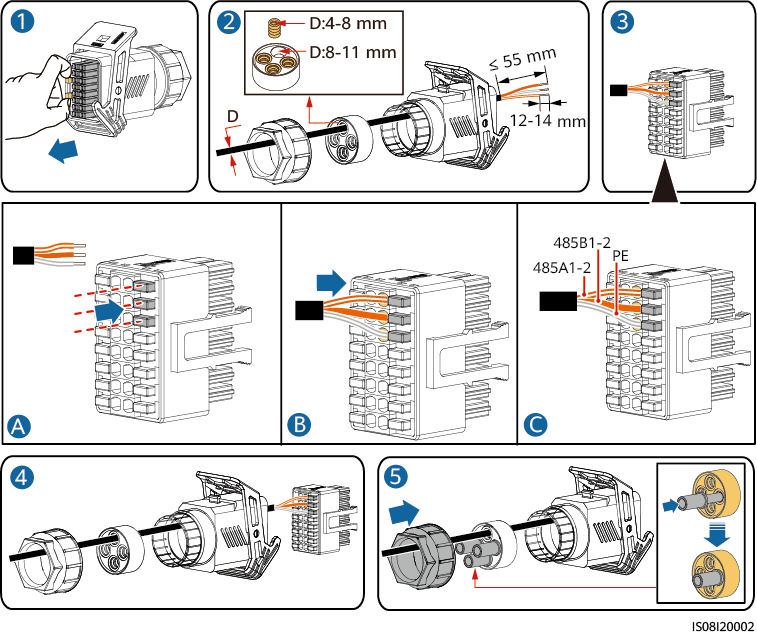 1
2
D:4-8 mm
D:8-11 mm
D
≤ 55 mm
12-14 mm
3
A
B
485B1-2
PE
485A1-2
C
4
5
IS08I20002